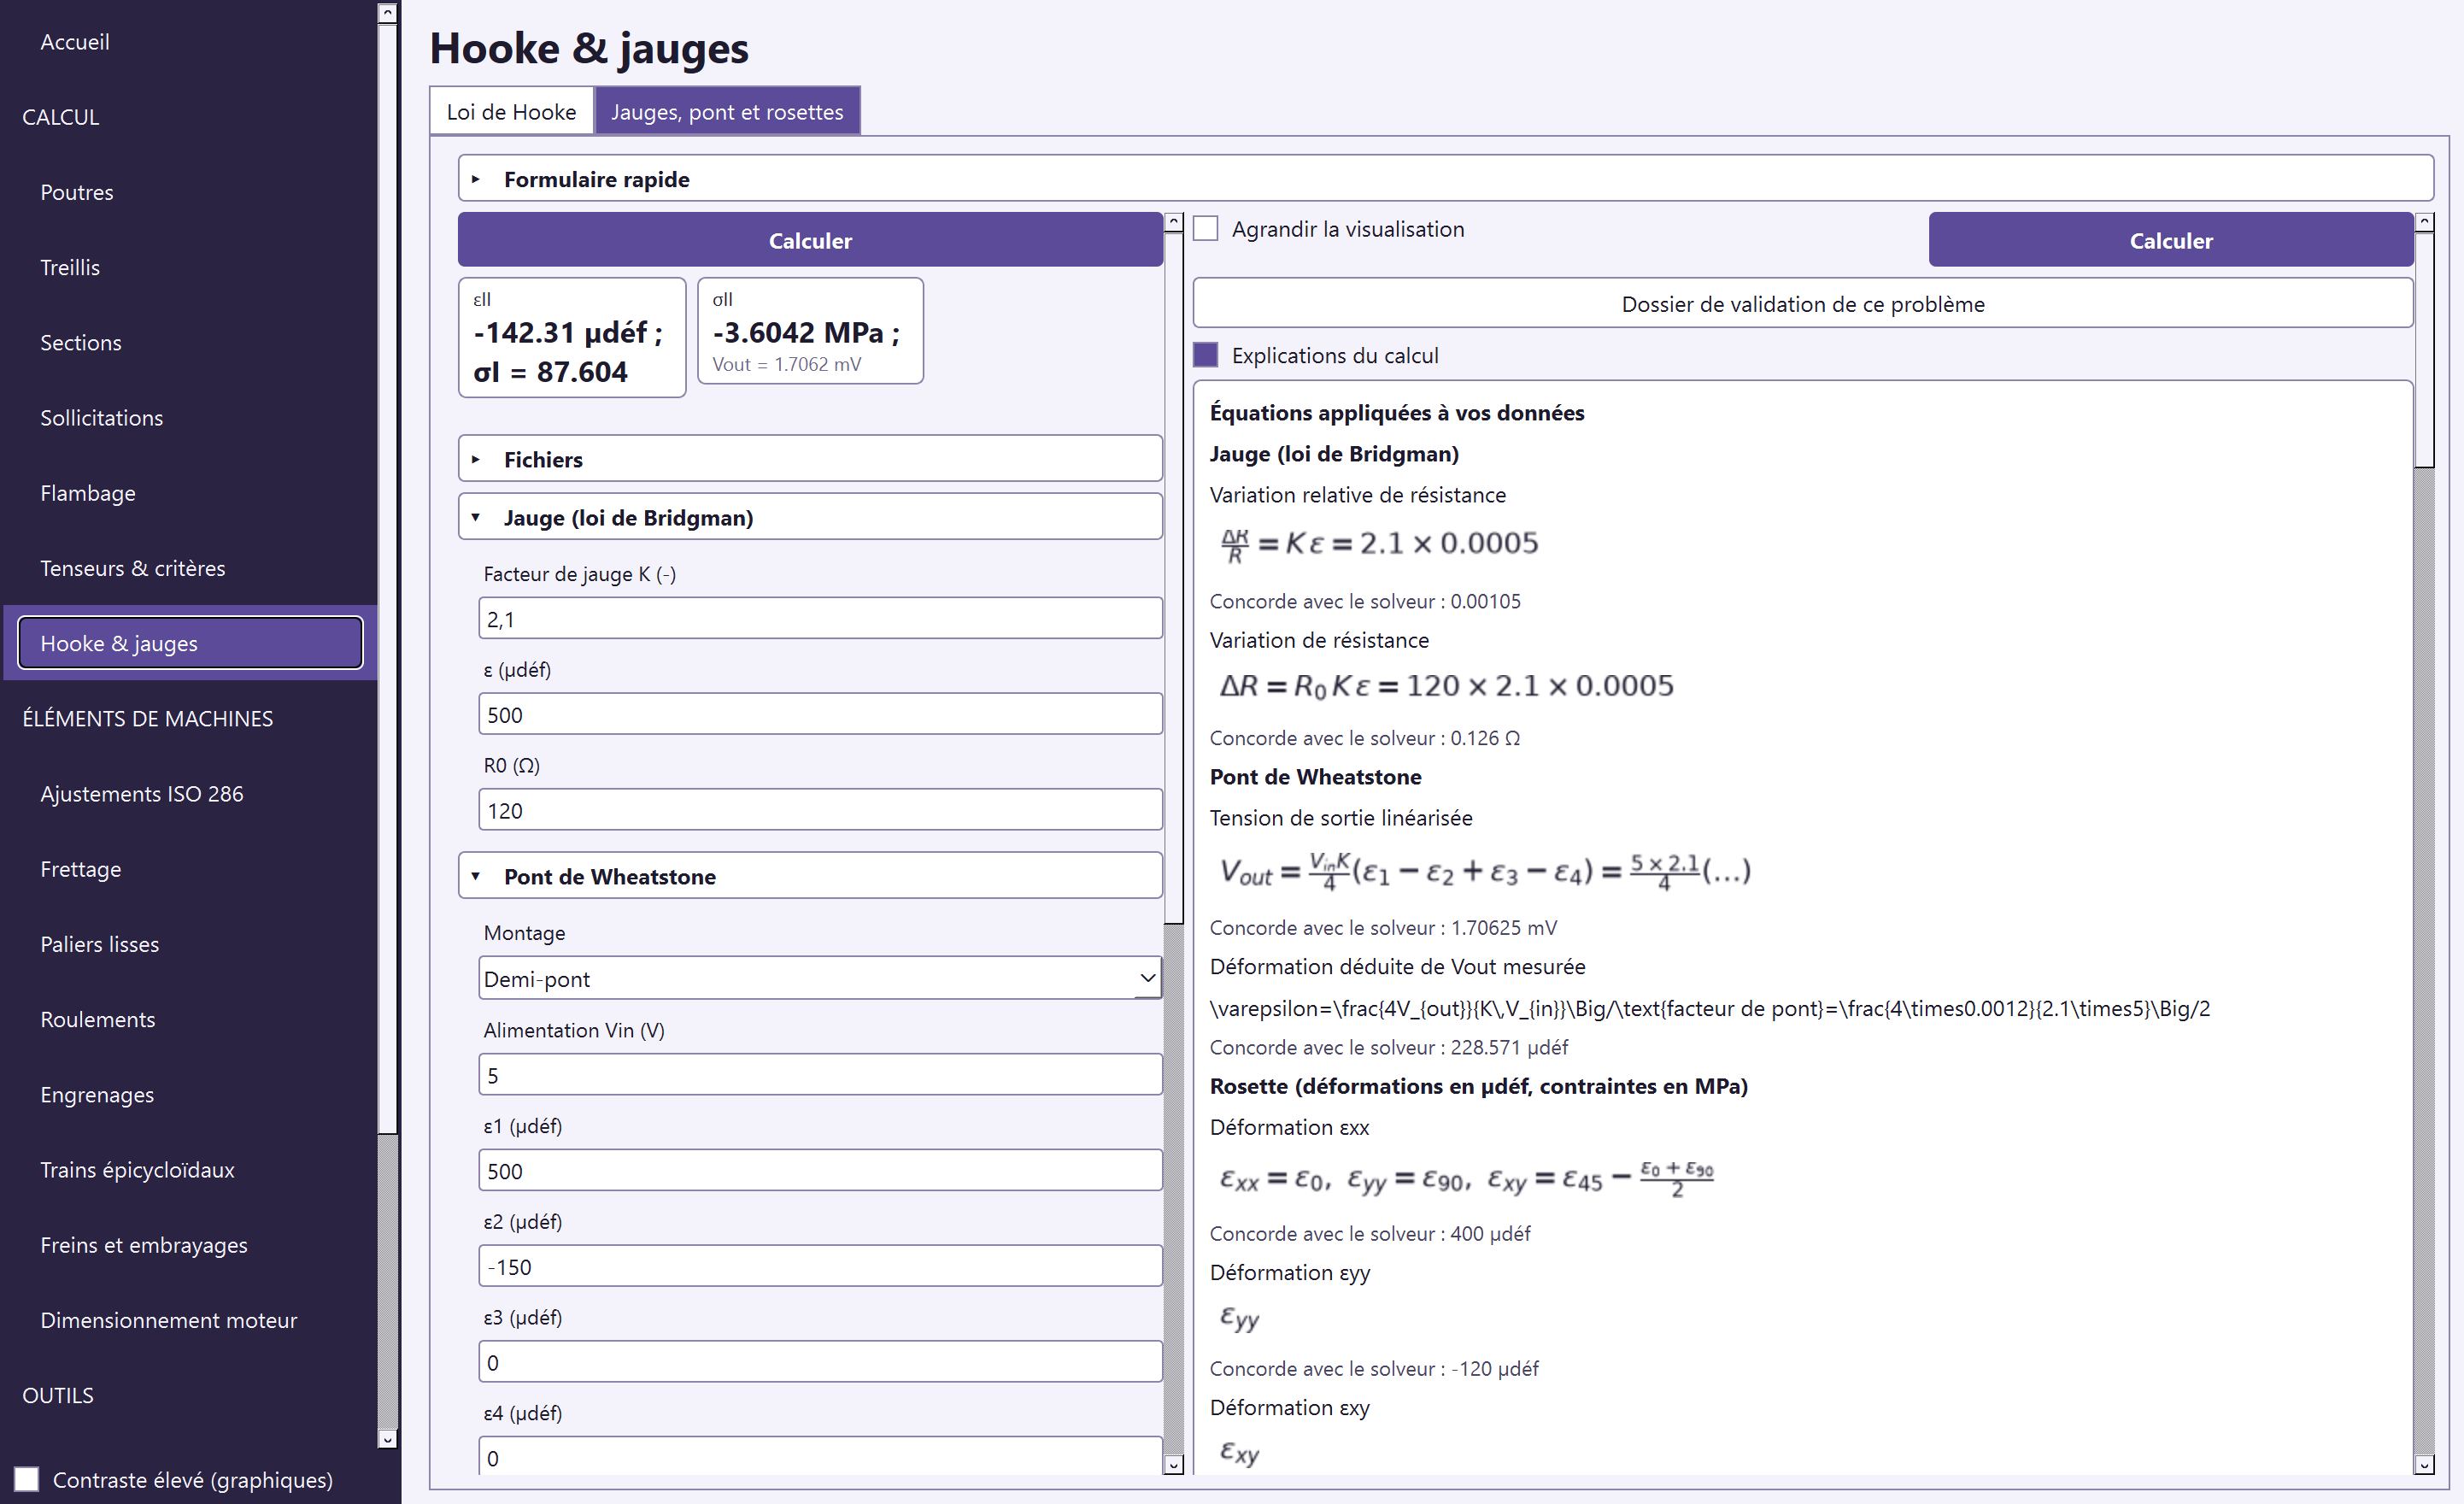 Accueil
CALCUL
Poutres
Treillis
Sections
Sollicitations
Flambage
Tenseurs & critères
Hooke & jauges
ÉLÉMENTS DE MACHINES
Ajustements ISO 286
Frettage
Paliers lisses
Roulements
Engrenages
Trains épicycloïdaux
Freins et embrayages
Dimensionnement moteur
OUTILS
Contraste élevé (graphiques)
Hooke & jauges
Loi de Hooke
Jauges, pont et rosettes
Formulaire rapide
Calculer
εII
-142.31 µdéf ;
σI = 87.604
σII
-3.6042 MPa ;
Vout = 1.7062 mV
Fichiers
Jauge (loi de Bridgman)
Facteur de jauge K (-)
2,1
ε (µdéf)
500
R0 (Ω)
120
Pont de Wheatstone
Montage
Demi-pont
Alimentation Vin (V)
5
ε1 (µdéf)
500
ε2 (µdéf)
-150
ε3 (µdéf)
0
ε4 (µdéf)
0
Agrandir la visualisation
Calculer
Dossier de validation de ce problème
Explications du calcul
Équations appliquées à vos données
Jauge (loi de Bridgman)
Variation relative de résistance
ΔR/R = K ε = 2.1 × 0.0005
Concorde avec le solveur : 0.00105
Variation de résistance
ΔR = R₀ K ε = 120 × 2.1 × 0.0005
Concorde avec le solveur : 0.126 Ω
Pont de Wheatstone
Tension de sortie linéarisée
V_out = V_in K/4 (ε₁ − ε₂ + ε₃ − ε₄) = 5 × 2.1/4 (...)
Concorde avec le solveur : 1.70625 mV
Déformation déduite de Vout mesurée
\varepsilon=\frac{4V_{out}}{K\,V_{in}}\Big/\text{facteur de pont}=\frac{4\times0.0012}{2.1\times5}\Big/2
Concorde avec le solveur : 228.571 µdéf
Rosette (déformations en µdéf, contraintes en MPa)
Déformation εxx
ε_xx = ε₀, ε_yy = ε₉₀, ε_xy = ε₄₅ − (ε₀ + ε₉₀)/2
Concorde avec le solveur : 400 µdéf
Déformation εyy
ε_yy
Concorde avec le solveur : -120 µdéf
Déformation εxy
ε_xy